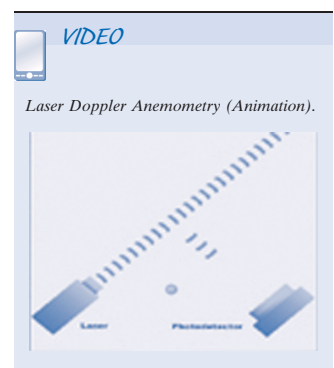 VIDEO
Laser Doppler Anemometry (Animation).
Laser
Photodetector